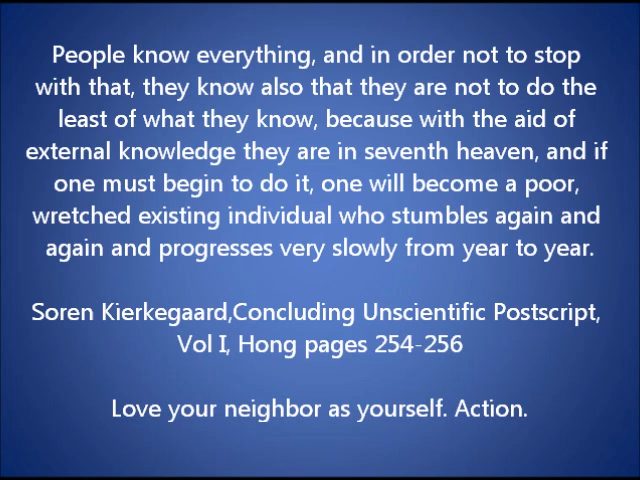 People know everything, and in order not to stop
with that, they know also that they are not to do the
least of what they know, because with the aid of
external knowledge they are in seventh heaven, and if
one must begin to do it, one will become a poor,
wretched existing individual who stumbles again and
again and progresses very slowly from year to year.
Soren Kierkegaard,Concluding Unscientific Postscript,
Vol I, Hong pages 254-256
Love your neighbor as yourself. Action.